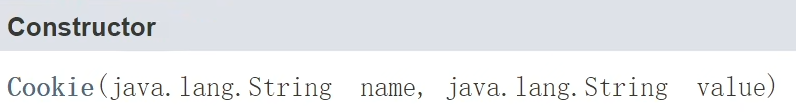 Constructor
Cookie(java.lang.String name, java.lang.String value)